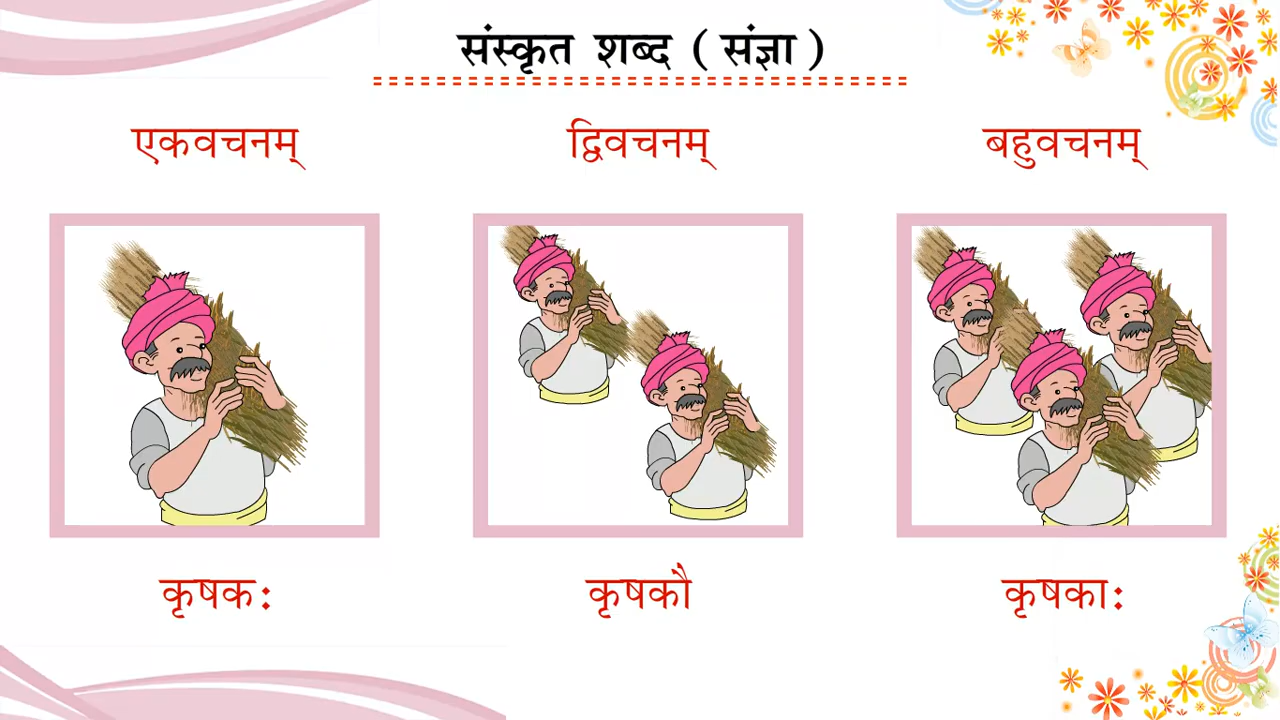 संस्कृत शब्द ( संज्ञा )
एकवचनम् द्विवचनम् बहुवचनम्
कृषकः कृषकौ कृषकाः